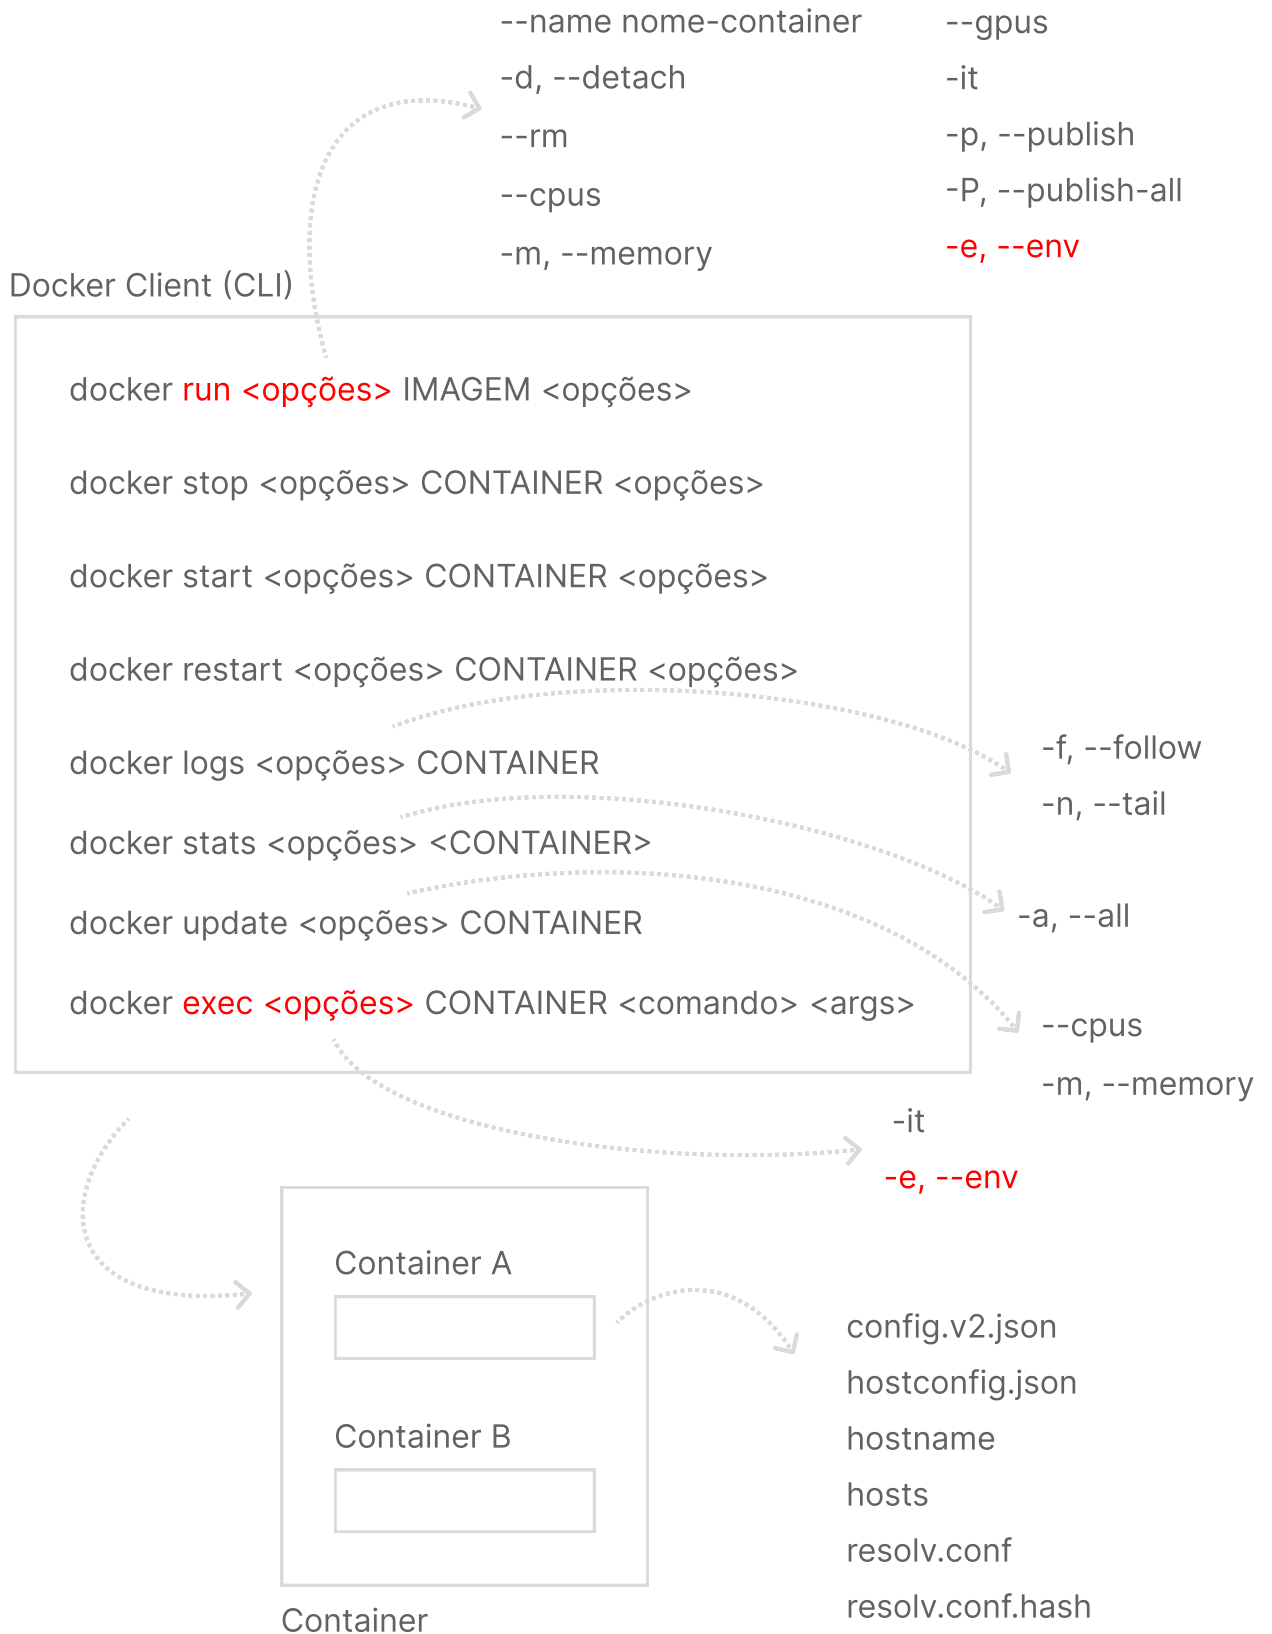 --name nome-container
-d, --detach
--rm
--cpus
-m, --memory
--gpus
-it
-p, --publish
-P, --publish-all
-e, --env
Docker Client (CLI)
docker run <opções> IMAGEM <opções>
docker stop <opções> CONTAINER <opções>
docker start <opções> CONTAINER <opções>
docker restart <opções> CONTAINER <opções>
docker logs <opções> CONTAINER
docker stats <opções> <CONTAINER>
docker update <opções> CONTAINER
docker exec <opções> CONTAINER <comando> <args>
-f, --follow
-n, --tail
-a, --all
--cpus
-m, --memory
-it
-e, --env
Container A
Container B
Container
config.v2.json
hostconfig.json
hostname
hosts
resolv.conf
resolv.conf.hash